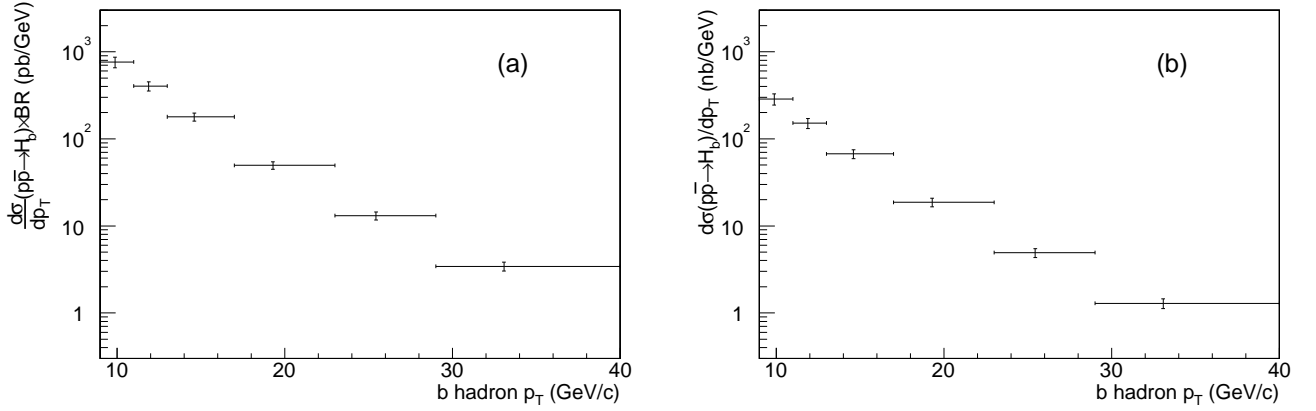 dσ/dp_T (pp̅→H_b)×BR (pb/GeV)
10³
10²
10
1
(a)
10 20 30 40
b hadron p_T (GeV/c)
dσ(pp̅→H_b)/dp_T (nb/GeV)
10³
10²
10
1
(b)
10 20 30 40
b hadron p_T (GeV/c)